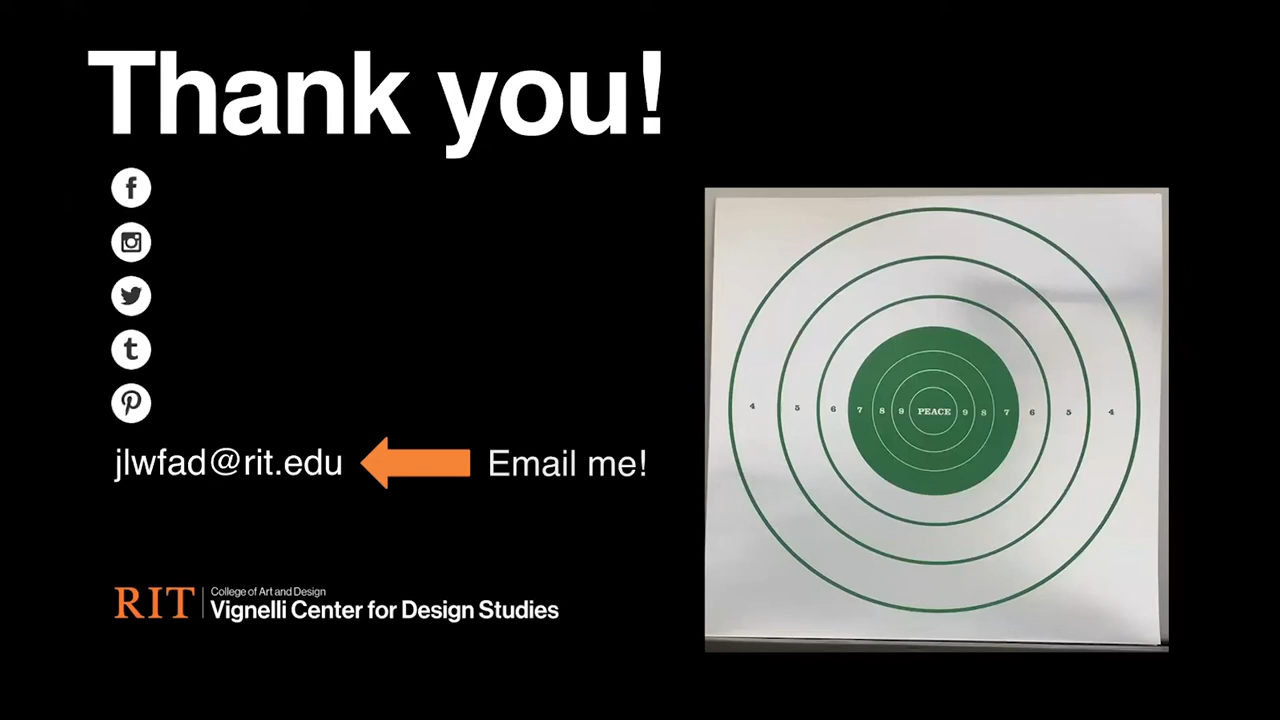 Thank you!
jlwfad@rit.edu
Email me!
RIT
College of Art and Design
Vignelli Center for Design Studies
4 5 6 7 8 9 PEACE 9 8 7 6 5 4